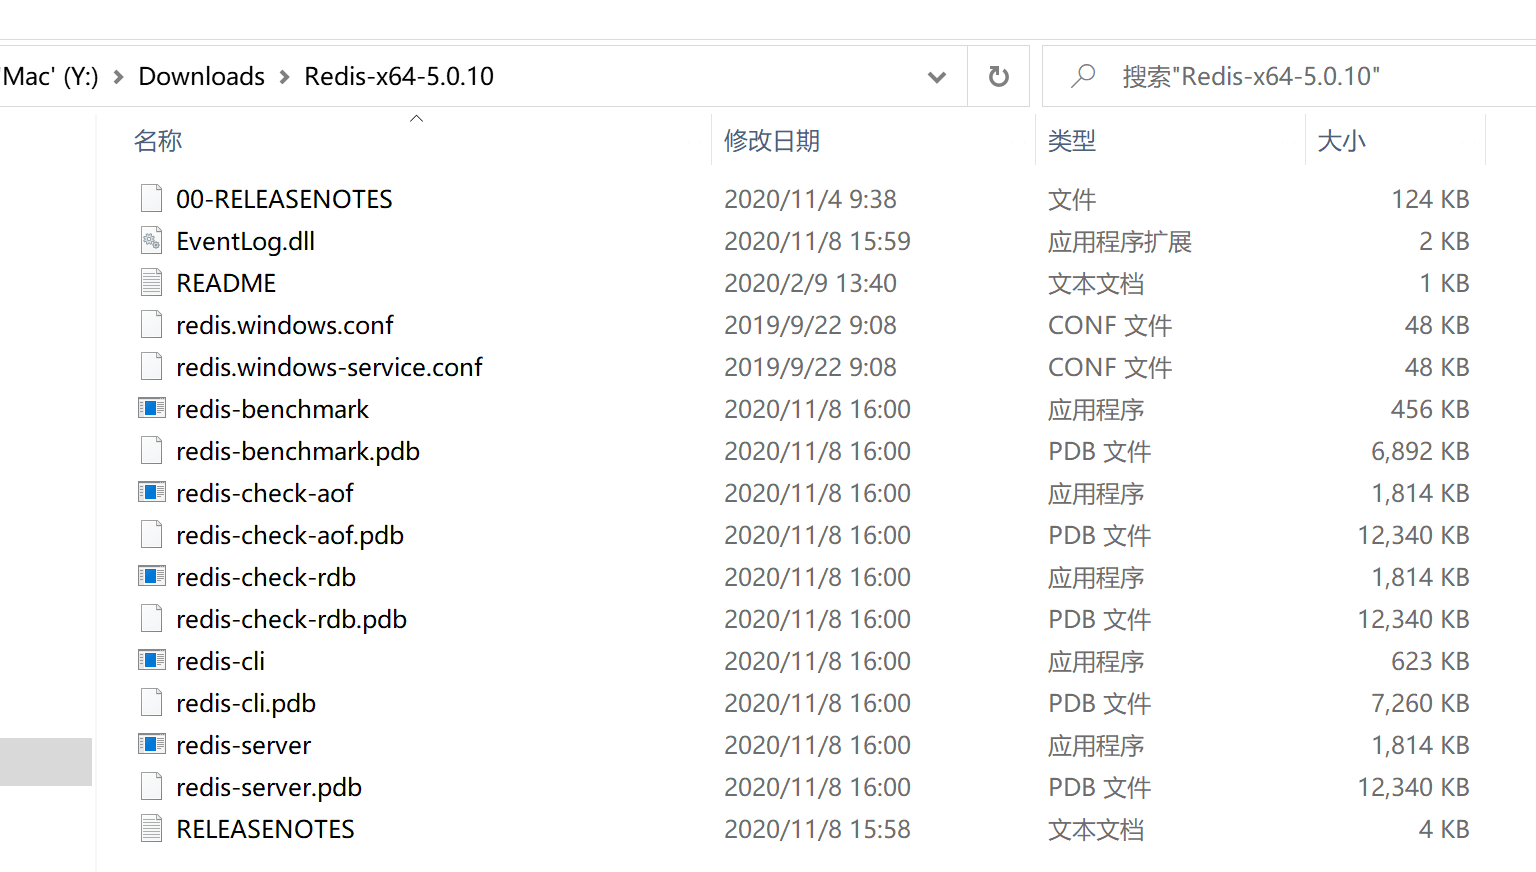 'Mac' (Y:) > Downloads > Redis-x64-5.0.10 搜索"Redis-x64-5.0.10"
名称 修改日期 类型 大小
00-RELEASENOTES 2020/11/4 9:38 文件 124 KB
EventLog.dll 2020/11/8 15:59 应用程序扩展 2 KB
README 2020/2/9 13:40 文本文档 1 KB
redis.windows.conf 2019/9/22 9:08 CONF 文件 48 KB
redis.windows-service.conf 2019/9/22 9:08 CONF 文件 48 KB
redis-benchmark 2020/11/8 16:00 应用程序 456 KB
redis-benchmark.pdb 2020/11/8 16:00 PDB 文件 6,892 KB
redis-check-aof 2020/11/8 16:00 应用程序 1,814 KB
redis-check-aof.pdb 2020/11/8 16:00 PDB 文件 12,340 KB
redis-check-rdb 2020/11/8 16:00 应用程序 1,814 KB
redis-check-rdb.pdb 2020/11/8 16:00 PDB 文件 12,340 KB
redis-cli 2020/11/8 16:00 应用程序 623 KB
redis-cli.pdb 2020/11/8 16:00 PDB 文件 7,260 KB
redis-server 2020/11/8 16:00 应用程序 1,814 KB
redis-server.pdb 2020/11/8 16:00 PDB 文件 12,340 KB
RELEASENOTES 2020/11/8 15:58 文本文档 4 KB